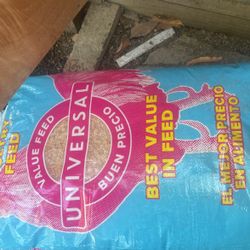 VALUE FEED
UNIVERSAL
BUEN PRECIO
BEST VALUE
IN FEED
EL MEJOR PRECIO
EN ALIMENTO
FEED